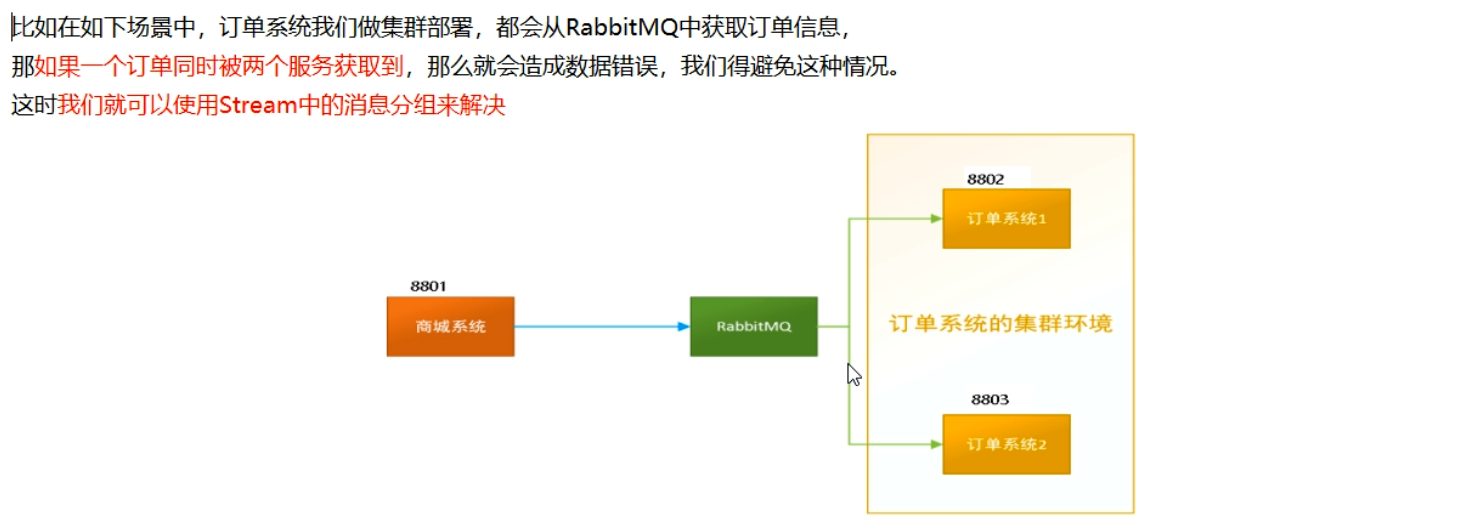 比如在如下场景中，订单系统我们做集群部署，都会从RabbitMQ中获取订单信息，
那如果一个订单同时被两个服务获取到，那么就会造成数据错误，我们得避免这种情况。
这时我们就可以使用Stream中的消息分组来解决
8802
订单系统1
8801
商城系统
RabbitMQ
订单系统的集群环境
8803
订单系统2